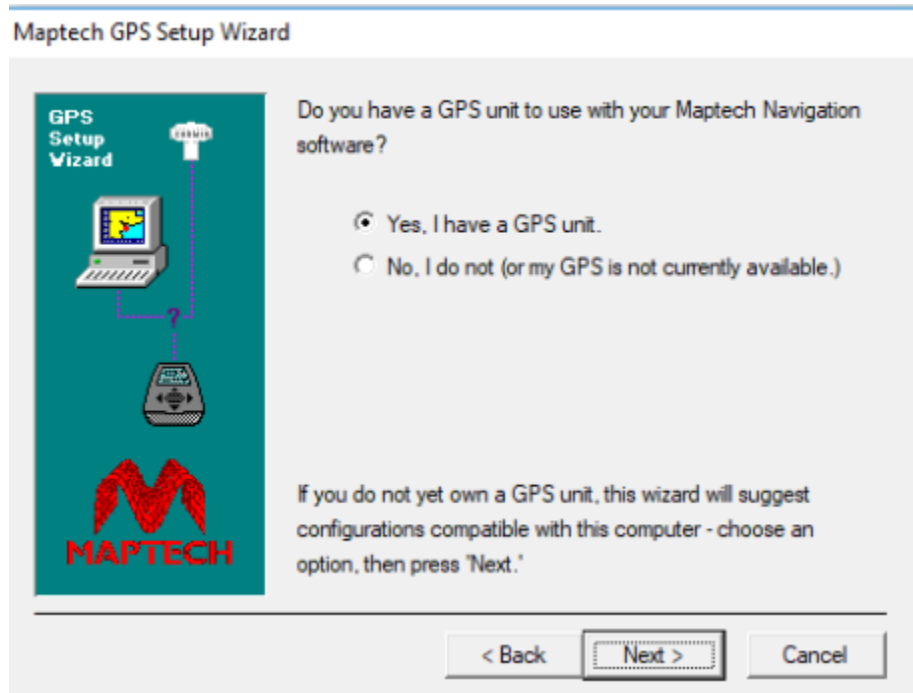 Maptech GPS Setup Wizard
GPS
Setup
Wizard
?
MAPTECH
Do you have a GPS unit to use with your Maptech Navigation
software?
Yes, I have a GPS unit.
No, I do not (or my GPS is not currently available.)
If you do not yet own a GPS unit, this wizard will suggest
configurations compatible with this computer - choose an
option, then press 'Next.'
< Back
Next >
Cancel